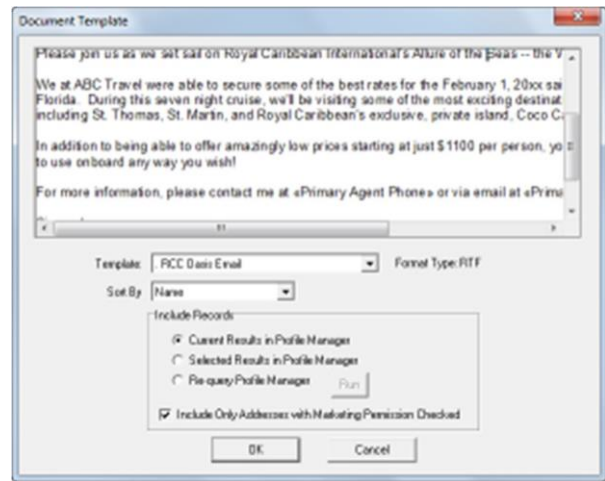 Document Template
Please join us as we set sail on Royal Caribbean International's Allure of the Seas -- the
We at ABC Travel were able to secure some of the best rates for the February 1, 20xx sai
Florida. During this seven night cruise, we'll be visiting some of the most exciting destinat
including St. Thomas, St. Martin, and Royal Caribbean's exclusive, private island, Coco Ca
In addition to being able to offer amazingly low prices starting at just $1100 per person, yo
to use onboard any way you wish!
For more information, please contact me at «Primary Agent Phone» or via email at «Prima
Template: . RCC Oasis Email Format Type: RTF
Sort By Name
Include Records
Current Results in Profile Manager
Selected Results in Profile Manager
Re-query Profile Manager Run
Include Only Addresses with Marketing Permission Checked
OK Cancel